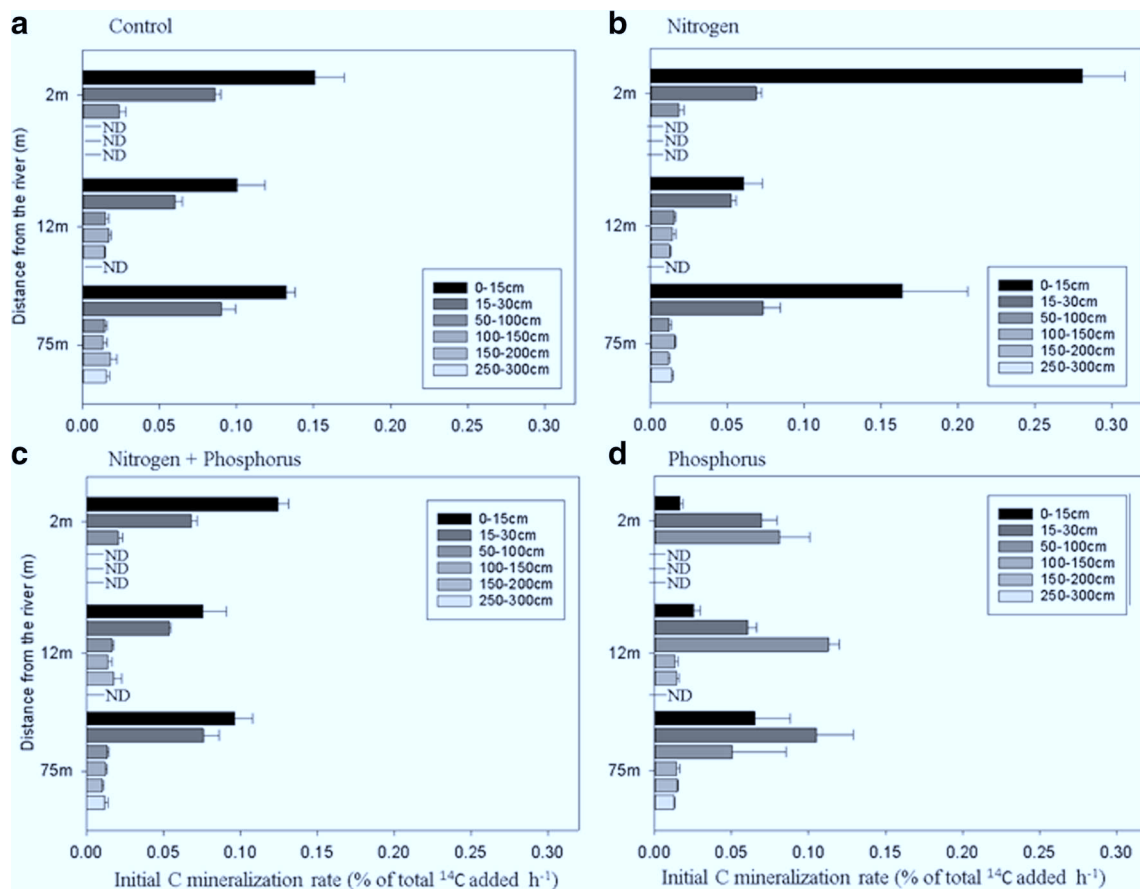 a Control
Distance from the river (m)
2m
ND
ND
ND
12m
ND
75m
0-15cm
15-30cm
50-100cm
100-150cm
150-200cm
250-300cm
0.00 0.05 0.10 0.15 0.20 0.25 0.30
b Nitrogen
2m
ND
ND
ND
12m
ND
75m
0-15cm
15-30cm
50-100cm
100-150cm
150-200cm
250-300cm
0.00 0.05 0.10 0.15 0.20 0.25 0.30
c Nitrogen + Phosphorus
Distance from the river (m)
2m
ND
ND
ND
12m
ND
75m
0-15cm
15-30cm
50-100cm
100-150cm
150-200cm
250-300cm
0.00 0.05 0.10 0.15 0.20 0.25 0.30
Initial C mineralization rate (% of total ¹⁴C added h⁻¹)
d Phosphorus
2m
ND
ND
ND
12m
ND
75m
0-15cm
15-30cm
50-100cm
100-150cm
150-200cm
250-300cm
0.00 0.05 0.10 0.15 0.20 0.25 0.30
Initial C mineralization rate (% of total ¹⁴C added h⁻¹)